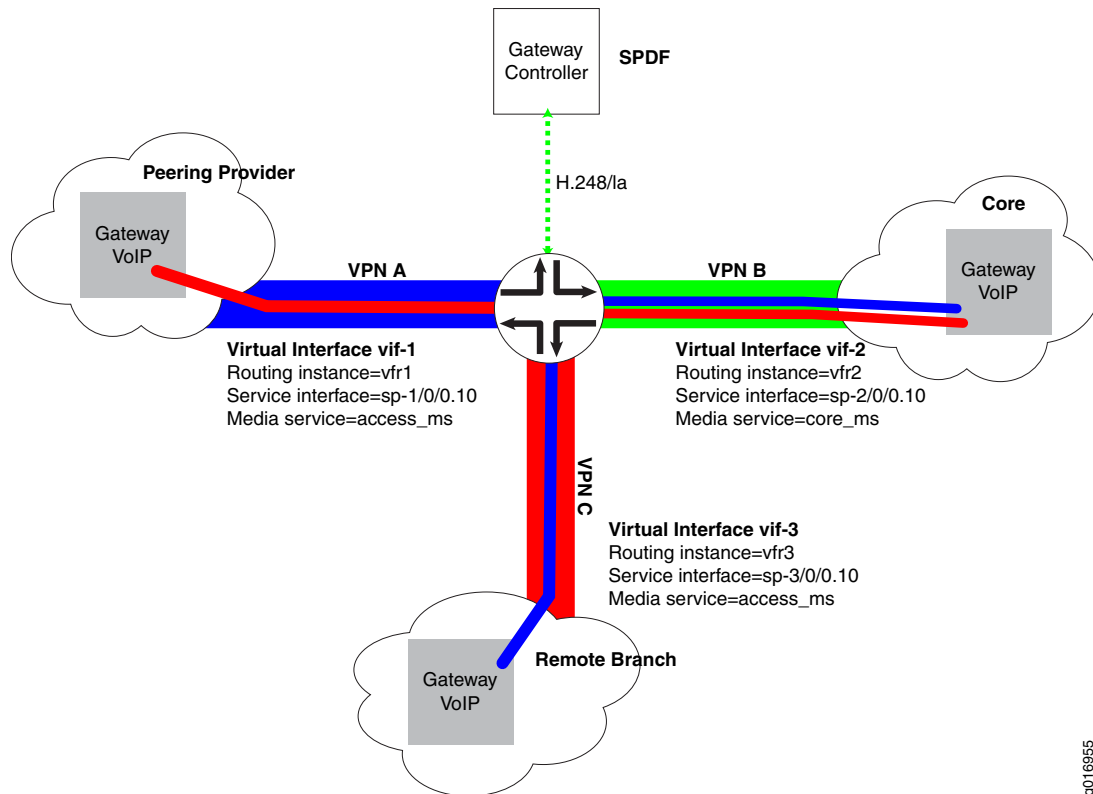 Gateway
Controller
SPDF
H.248/Ia
Peering Provider
Gateway
VoIP
VPN A
VPN B
Core
Gateway
VoIP
Virtual Interface vif-1
Routing instance=vfr1
Service interface=sp-1/0/0.10
Media service=access_ms
Virtual Interface vif-2
Routing instance=vfr2
Service interface=sp-2/0/0.10
Media service=core_ms
VPN C
Virtual Interface vif-3
Routing instance=vfr3
Service interface=sp-3/0/0.10
Media service=access_ms
Remote Branch
Gateway
VoIP
g016955